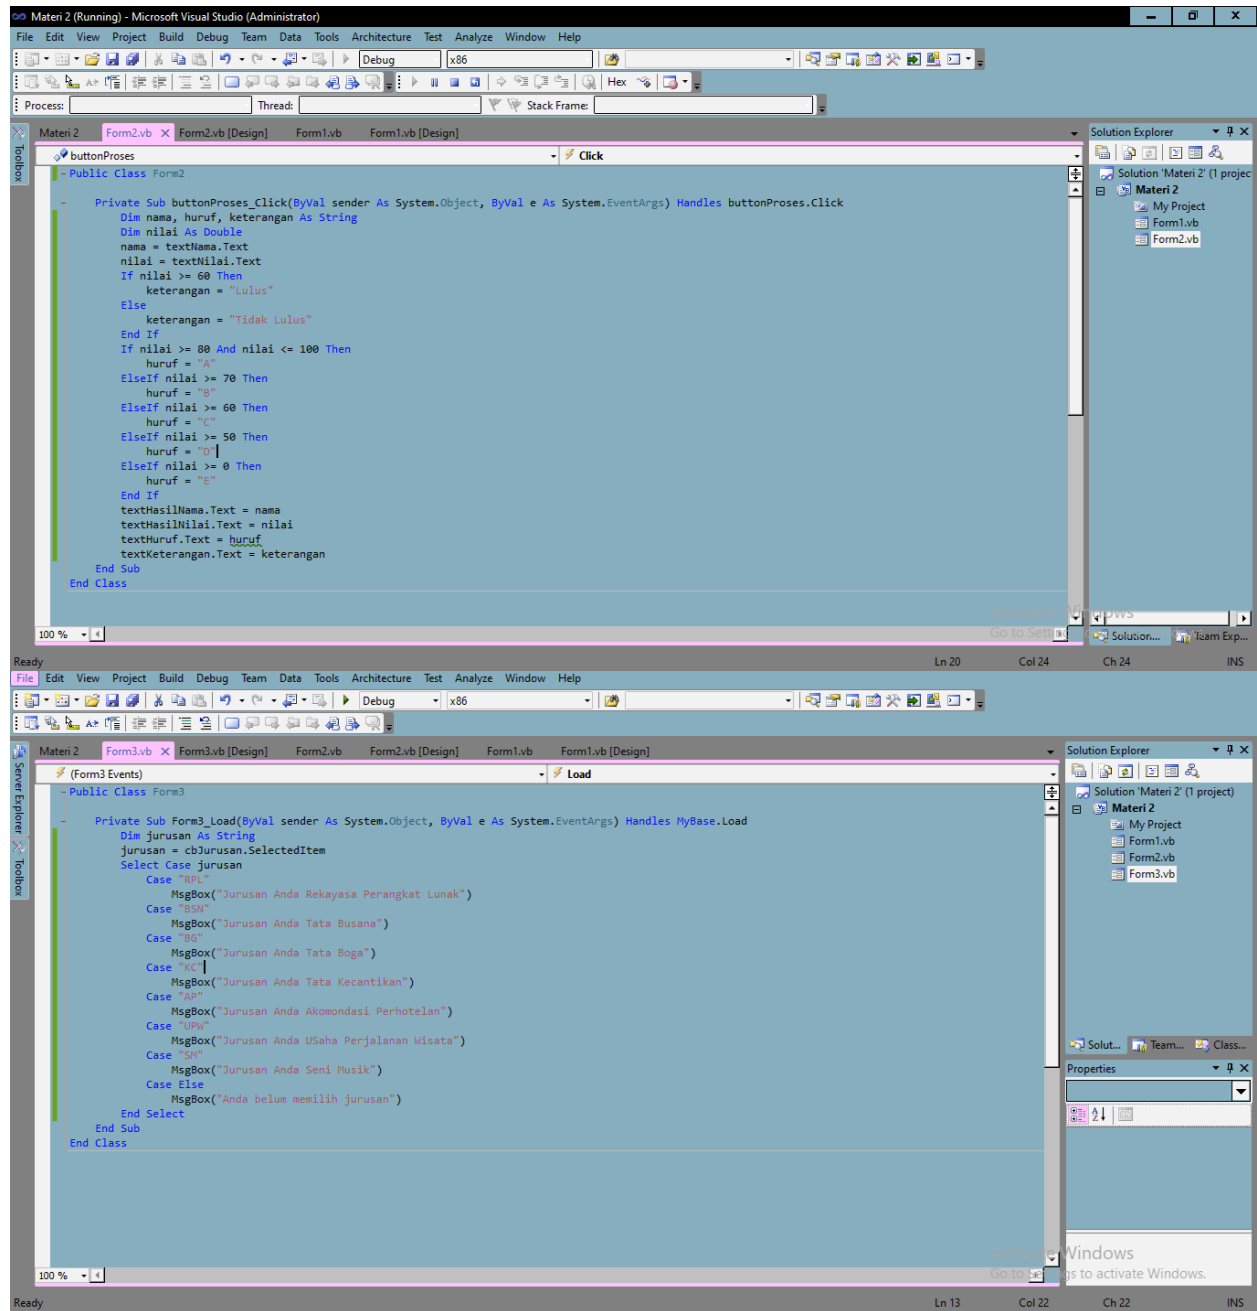 Materi 2 (Running) - Microsoft Visual Studio (Administrator)
File Edit View Project Build Debug Team Data Tools Architecture Test Analyze Window Help
Debug x86
Hex
Process: Thread: Stack Frame:
Materi 2 Form2.vb Form2.vb [Design] Form1.vb Form1.vb [Design]
Solution Explorer
Toolbox
buttonProses Click
Solution 'Materi 2' (1 projec
Materi 2
My Project
Form1.vb
Form2.vb
Public Class Form2
Private Sub buttonProses_Click(ByVal sender As System.Object, ByVal e As System.EventArgs) Handles buttonProses.Click
Dim nama, huruf, keterangan As String
Dim nilai As Double
nama = textNama.Text
nilai = textNilai.Text
If nilai >= 60 Then
keterangan = "Lulus"
Else
keterangan = "Tidak Lulus"
End If
If nilai >= 80 And nilai <= 100 Then
huruf = "A"
ElseIf nilai >= 70 Then
huruf = "B"
ElseIf nilai >= 60 Then
huruf = "C"
ElseIf nilai >= 50 Then
huruf = "D"
ElseIf nilai >= 0 Then
huruf = "E"
End If
textHasilNama.Text = nama
textHasilNilai.Text = nilai
textHuruf.Text = huruf
textKeterangan.Text = keterangan
End Sub
End Class
100 %
Solution... Team Exp...
Ready Ln 20 Col 24 Ch 24 INS
File Edit View Project Build Debug Team Data Tools Architecture Test Analyze Window Help
Debug x86
Materi 2 Form3.vb Form3.vb [Design] Form2.vb Form2.vb [Design] Form1.vb Form1.vb [Design]
Solution Explorer
Server Explorer
Toolbox
(Form3 Events) Load
Solution 'Materi 2' (1 project)
Materi 2
My Project
Form1.vb
Form2.vb
Form3.vb
Public Class Form3
Private Sub Form3_Load(ByVal sender As System.Object, ByVal e As System.EventArgs) Handles MyBase.Load
Dim jurusan As String
jurusan = cbJurusan.SelectedItem
Select Case jurusan
Case "RPL"
MsgBox("Jurusan Anda Rekayasa Perangkat Lunak")
Case "BSN"
MsgBox("Jurusan Anda Tata Busana")
Case "BG"
MsgBox("Jurusan Anda Tata Boga")
Case "KC"
MsgBox("Jurusan Anda Tata Kecantikan")
Case "AP"
MsgBox("Jurusan Anda Akomondasi Perhotelan")
Case "UPW"
MsgBox("Jurusan Anda USaha Perjalanan Wisata")
Case "SM"
MsgBox("Jurusan Anda Seni Musik")
Case Else
MsgBox("Anda belum memilih jurusan")
End Select
End Sub
End Class
Solut... Team... Class...
Properties
Windows
Go to Settings to activate Windows.
100 %
Ready Ln 13 Col 22 Ch 22 INS